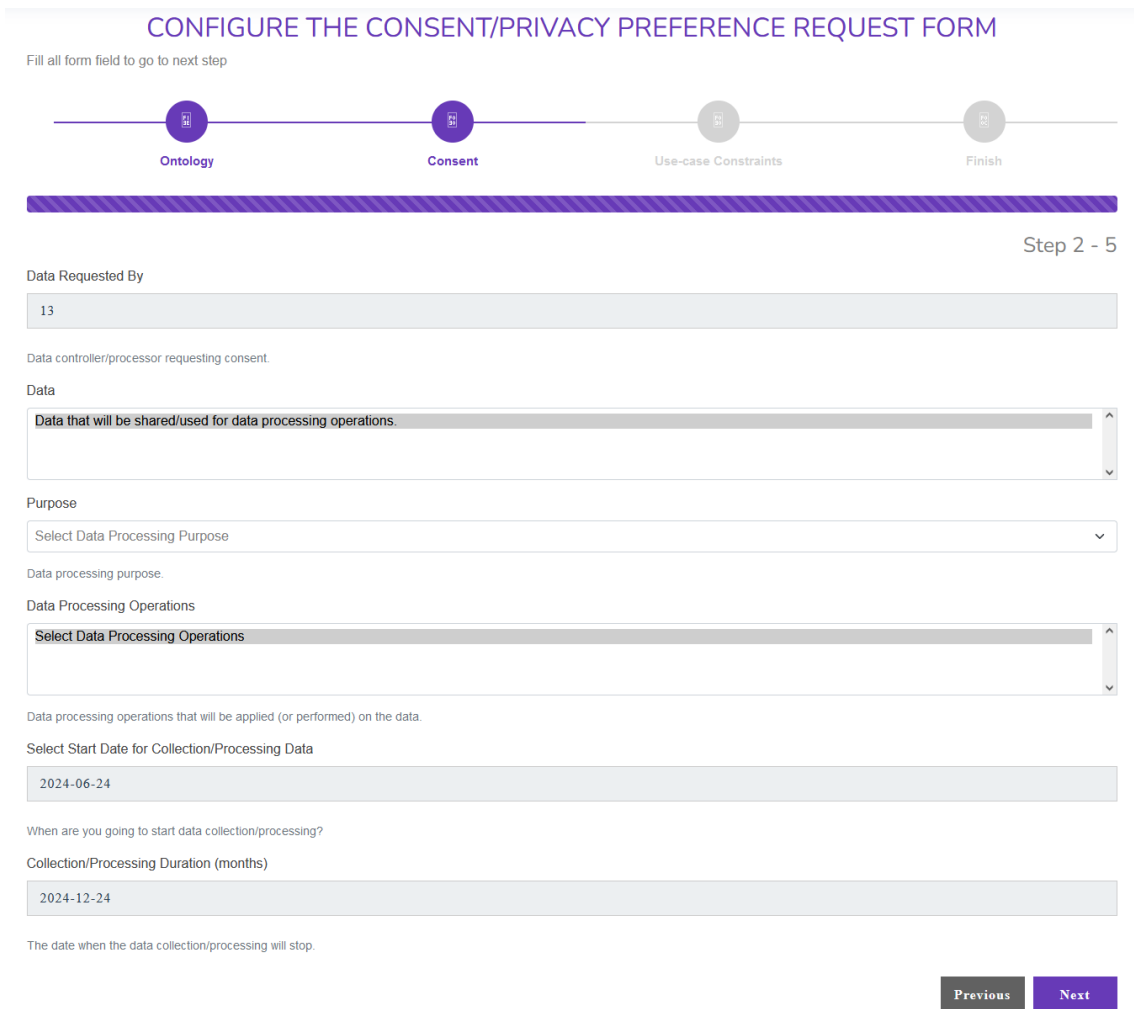 CONFIGURE THE CONSENT/PRIVACY PREFERENCE REQUEST FORM
Fill all form field to go to next step
Ontology
Consent
Use-case Constraints
Finish
Step 2 - 5
Data Requested By
13
Data controller/processor requesting consent.
Data
Data that will be shared/used for data processing operations.
Purpose
Select Data Processing Purpose
Data processing purpose.
Data Processing Operations
Select Data Processing Operations
Data processing operations that will be applied (or performed) on the data.
Select Start Date for Collection/Processing Data
2024-06-24
When are you going to start data collection/processing?
Collection/Processing Duration (months)
2024-12-24
The date when the data collection/processing will stop.
Previous
Next